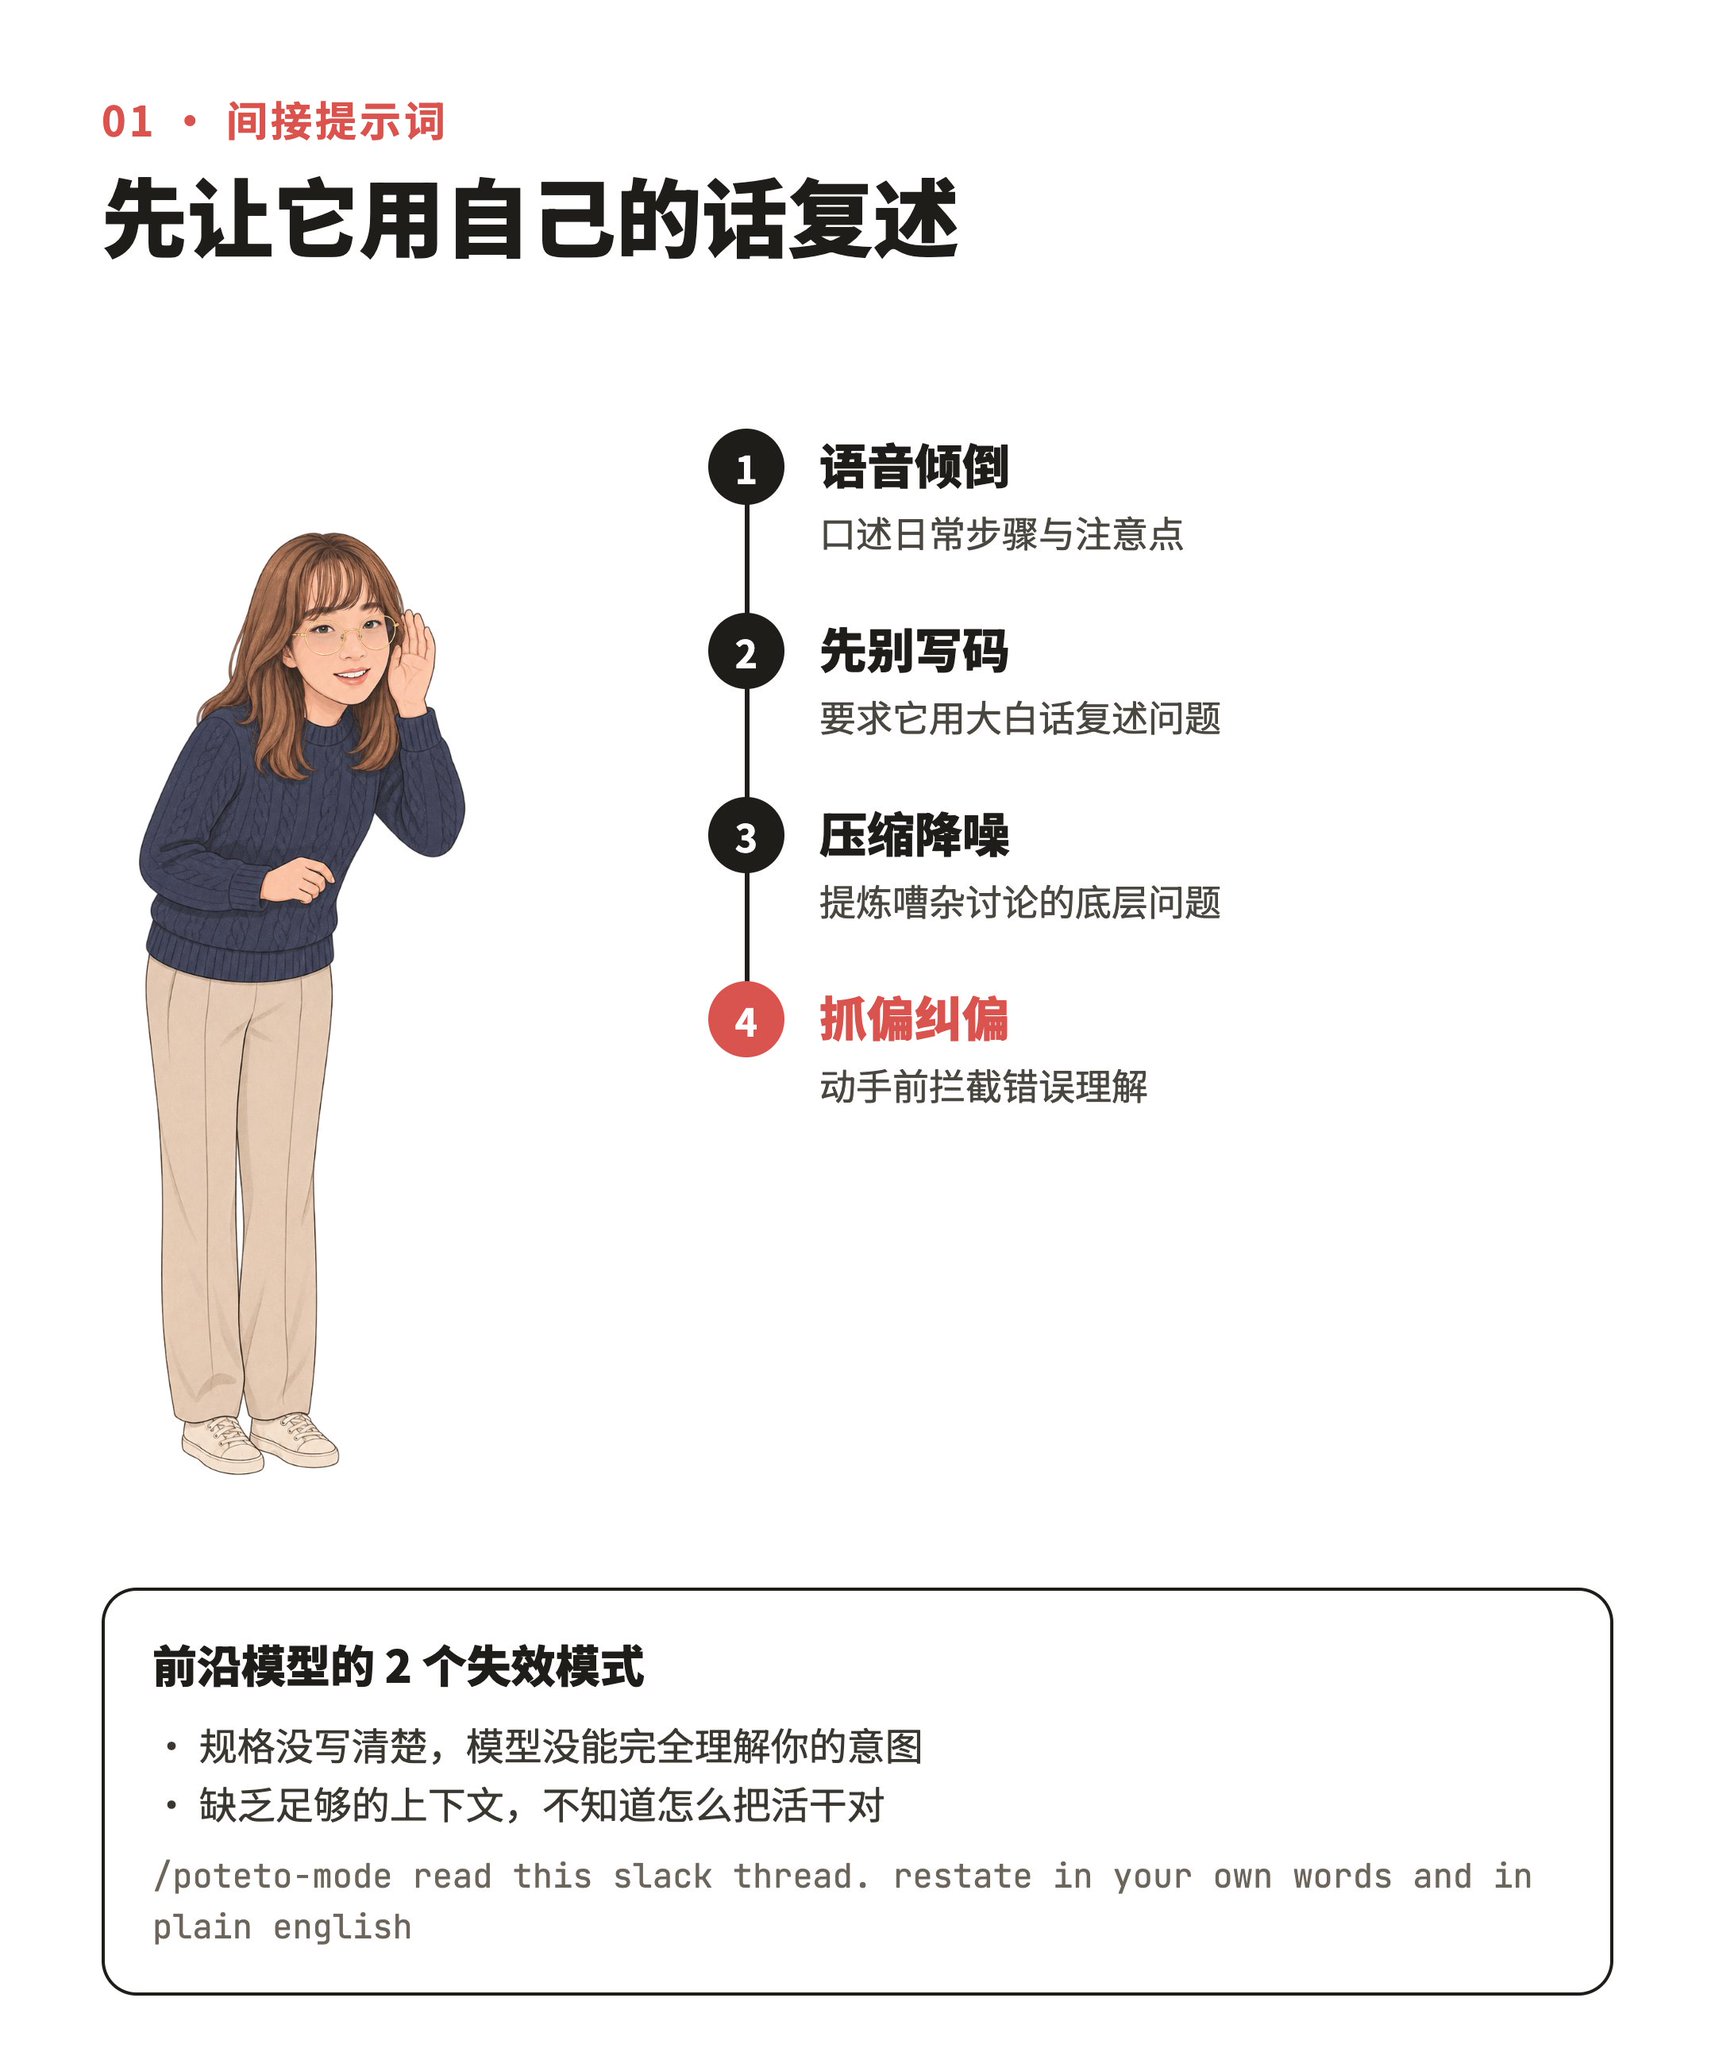 01 • 间接提示词
先让它用自己的话复述
1 语音倾倒
口述日常步骤与注意点
2 先别写码
要求它用大白话复述问题
3 压缩降噪
提炼嘈杂讨论的底层问题
4 抓偏纠偏
动手前拦截错误理解
前沿模型的 2 个失效模式
• 规格没写清楚，模型没能完全理解你的意图
• 缺乏足够的上下文，不知道怎么把活干对
/poteto-mode read this slack thread. restate in your own words and in
plain english